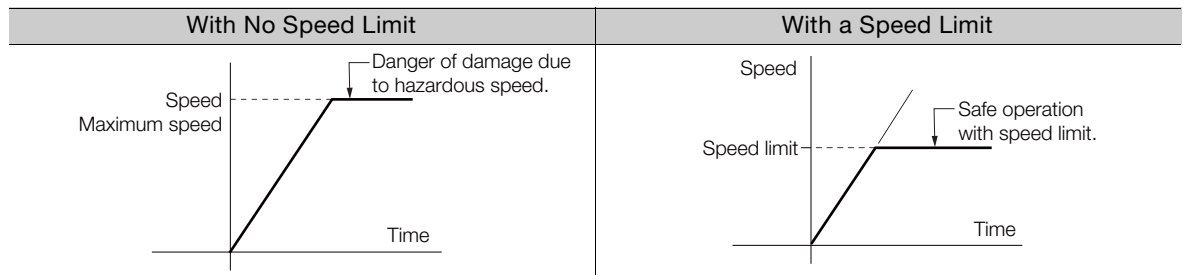 With No Speed Limit
With a Speed Limit
Danger of damage due
to hazardous speed.
Speed
Maximum speed
Time
Speed
Safe operation
with speed limit.
Speed limit
Time